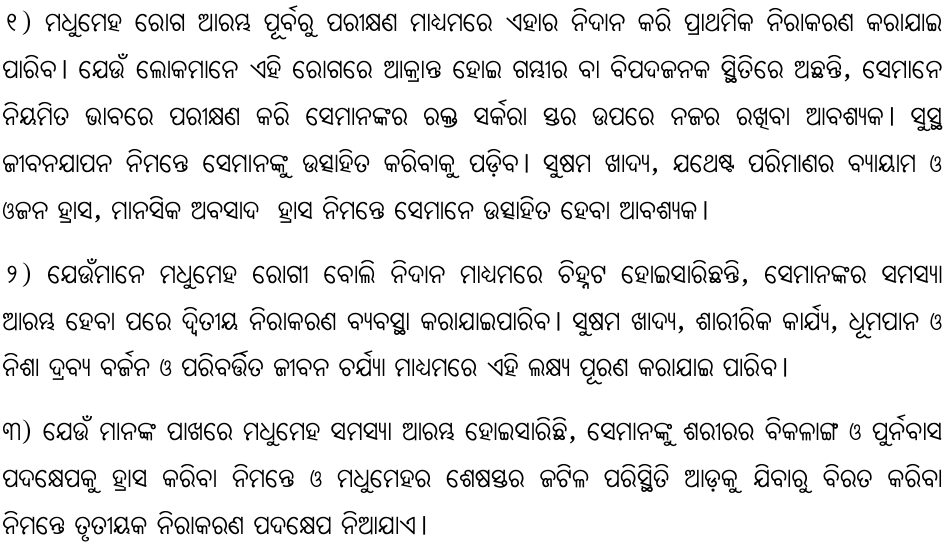 ୧) ମଧୁମେହ ରୋଗ ଆରମ୍ଭ ପୂର୍ବରୁ ପରୀକ୍ଷଣ ମାଧ୍ୟମରେ ଏହାର ନିଦାନ କରି ପ୍ରାଥମିକ ନିରାକରଣ କରାଯାଇ
ପାରିବ। ଯେଉଁ ଲୋକମାନେ ଏହି ରୋଗରେ ଆକ୍ରାନ୍ତ ହୋଇ ଗମ୍ଭୀର ବା ବିପଦଜନକ ସ୍ଥିତିରେ ଅଛନ୍ତି, ସେମାନେ
ନିୟମିତ ଭାବରେ ପରୀକ୍ଷଣ କରି ସେମାନଙ୍କର ରକ୍ତ ସର୍କରା ସ୍ତର ଉପରେ ନଜର ରଖିବା ଆବଶ୍ୟକ। ସୁସ୍ଥ
ଜୀବନଯାପନ ନିମନ୍ତେ ସେମାନଙ୍କୁ ଉତ୍ସାହିତ କରିବାକୁ ପଡ଼ିବ। ସୁଷମ ଖାଦ୍ୟ, ଯଥେଷ୍ଟ ପରିମାଣର ବ୍ୟାୟାମ ଓ
ଓଜନ ହ୍ରାସ, ମାନସିକ ଅବସାଦ ହ୍ରାସ ନିମନ୍ତେ ସେମାନେ ଉତ୍ସାହିତ ହେବା ଆବଶ୍ୟକ।
୨) ଯେଉଁମାନେ ମଧୁମେହ ରୋଗୀ ବୋଲି ନିଦାନ ମାଧ୍ୟମରେ ଚିହ୍ନଟ ହୋଇସାରିଛନ୍ତି, ସେମାନଙ୍କର ସମସ୍ୟା
ଆରମ୍ଭ ହେବା ପରେ ଦ୍ୱିତୀୟ ନିରାକରଣ ବ୍ୟବସ୍ଥା କରାଯାଇପାରିବ। ସୁଷମ ଖାଦ୍ୟ, ଶାରୀରିକ କାର୍ଯ୍ୟ, ଧୂମପାନ ଓ
ନିଶା ଦ୍ରବ୍ୟ ବର୍ଜନ ଓ ପରିବର୍ତ୍ତିତ ଜୀବନ ଚର୍ଯ୍ୟା ମାଧ୍ୟମରେ ଏହି ଲକ୍ଷ୍ୟ ପୂରଣ କରାଯାଇ ପାରିବ।
୩) ଯେଉଁ ମାନଙ୍କ ପାଖରେ ମଧୁମେହ ସମସ୍ୟା ଆରମ୍ଭ ହୋଇସାରିଛି, ସେମାନଙ୍କୁ ଶରୀରର ବିକଳାଙ୍ଗ ଓ ପୁର୍ନବାସ
ପଦକ୍ଷେପକୁ ହ୍ରାସ କରିବା ନିମନ୍ତେ ଓ ମଧୁମେହର ଶେଷସ୍ତର ଜଟିଳ ପରିସ୍ଥିତି ଆଡ଼କୁ ଯିବାରୁ ବିରତ କରିବା
ନିମନ୍ତେ ତୃତୀୟକ ନିରାକରଣ ପଦକ୍ଷେପ ନିଆଯାଏ।